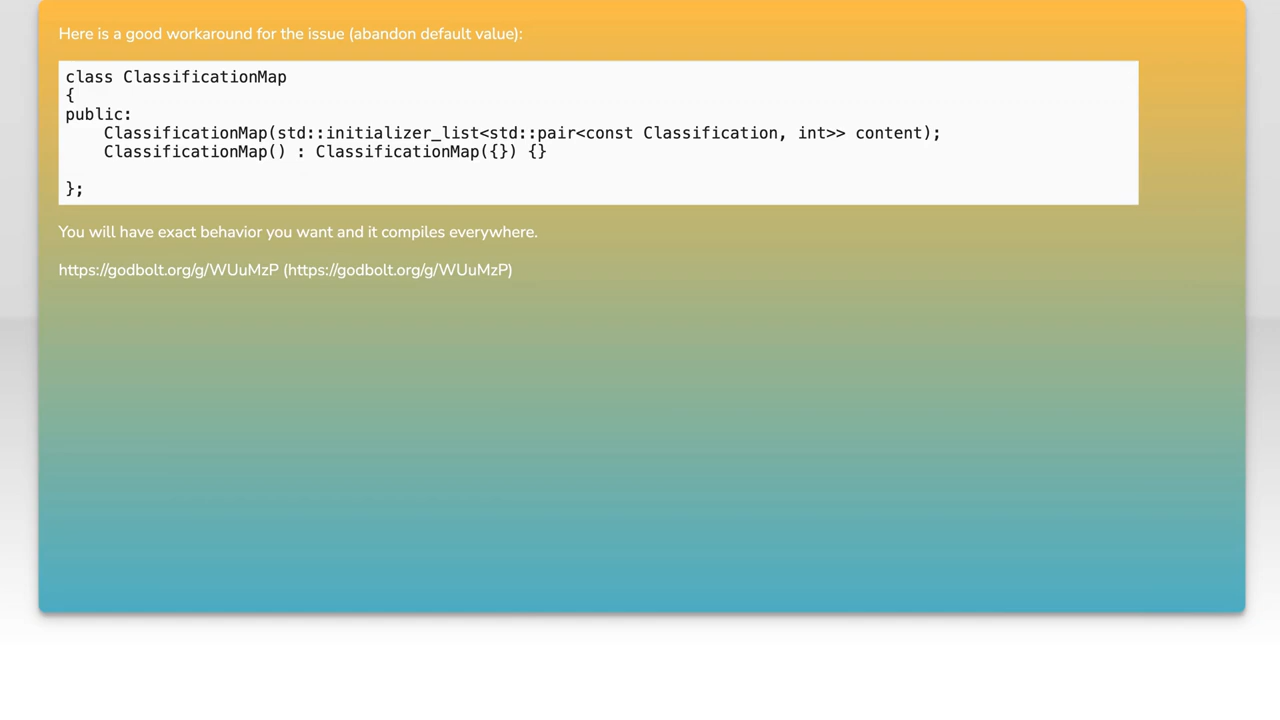 Here is a good workaround for the issue (abandon default value):
class ClassificationMap
{
public:
    ClassificationMap(std::initializer_list<std::pair<const Classification, int>> content);
    ClassificationMap() : ClassificationMap({}) {}
};
You will have exact behavior you want and it compiles everywhere.
https://godbolt.org/g/WUuMzP (https://godbolt.org/g/WUuMzP)